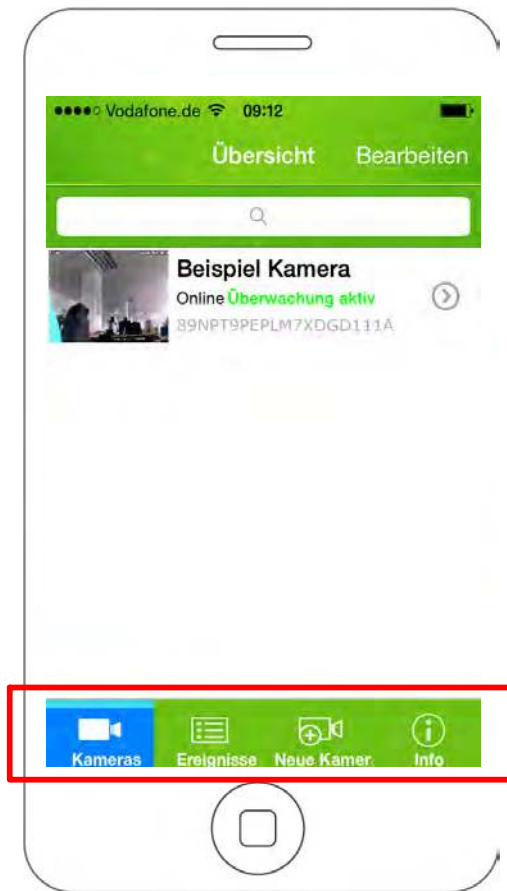 Vodafone.de 09:12
Übersicht Bearbeiten
Beispiel Kamera
Online Überwachung aktiv
89NPT9PEPLM7XDGD111A
Kameras Ereignisse Neue Kamer Info